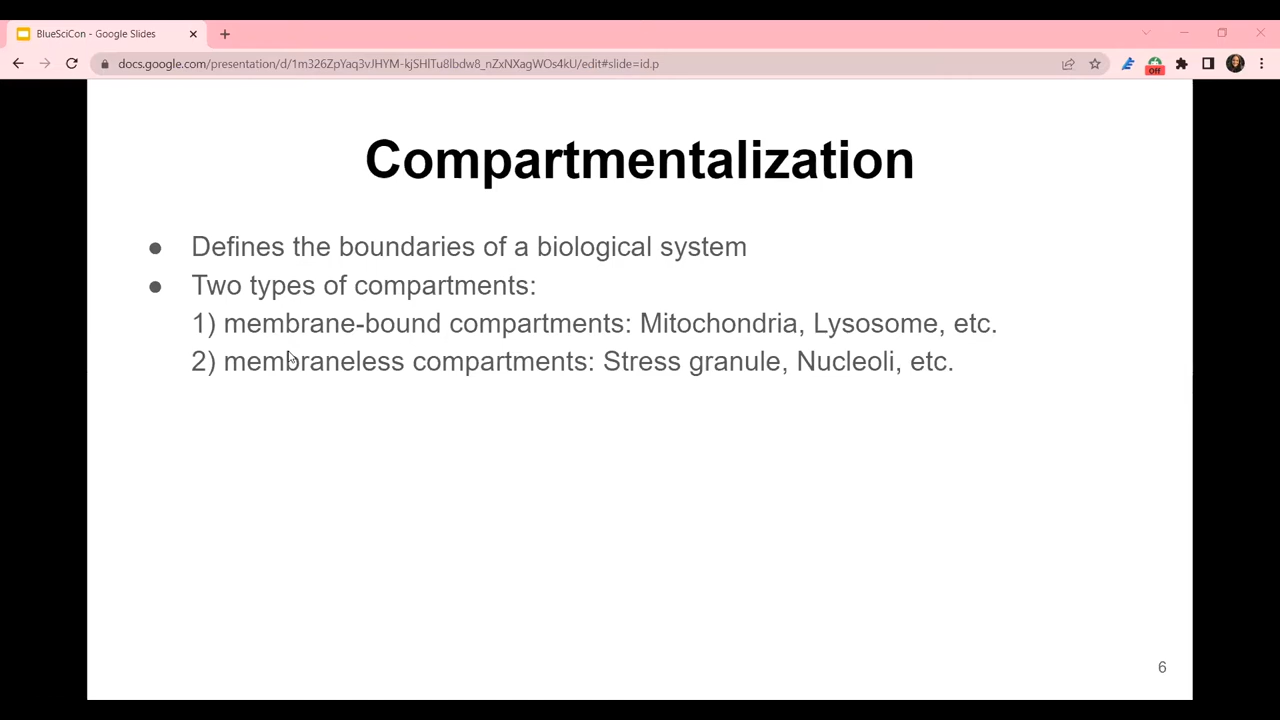 BlueSciCon - Google Slides
docs.google.com/presentation/d/1m326ZpYaq3vJHYM-kjSHlTu8lbdw8_nZxNXagWOs4kU/edit#slide=id.p
Off
Compartmentalization
● Defines the boundaries of a biological system
● Two types of compartments:
1) membrane-bound compartments: Mitochondria, Lysosome, etc.
2) membraneless compartments: Stress granule, Nucleoli, etc.
6